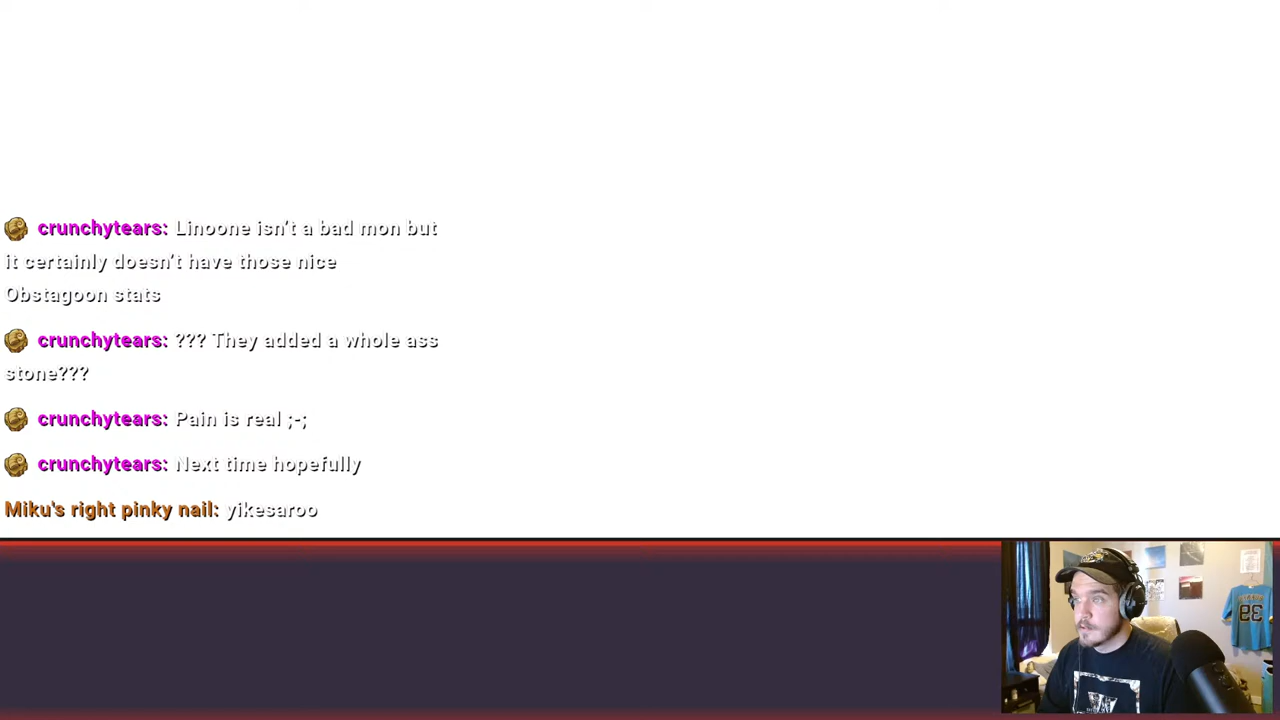 crunchytears: Linoone isn't a bad mon but
it certainly doesn't have those nice
Obstagoon stats
crunchytears: ??? They added a whole ass
stone???
crunchytears: Pain is real ;-;
crunchytears: Next time hopefully
Miku's right pinky nail: yikesaroo